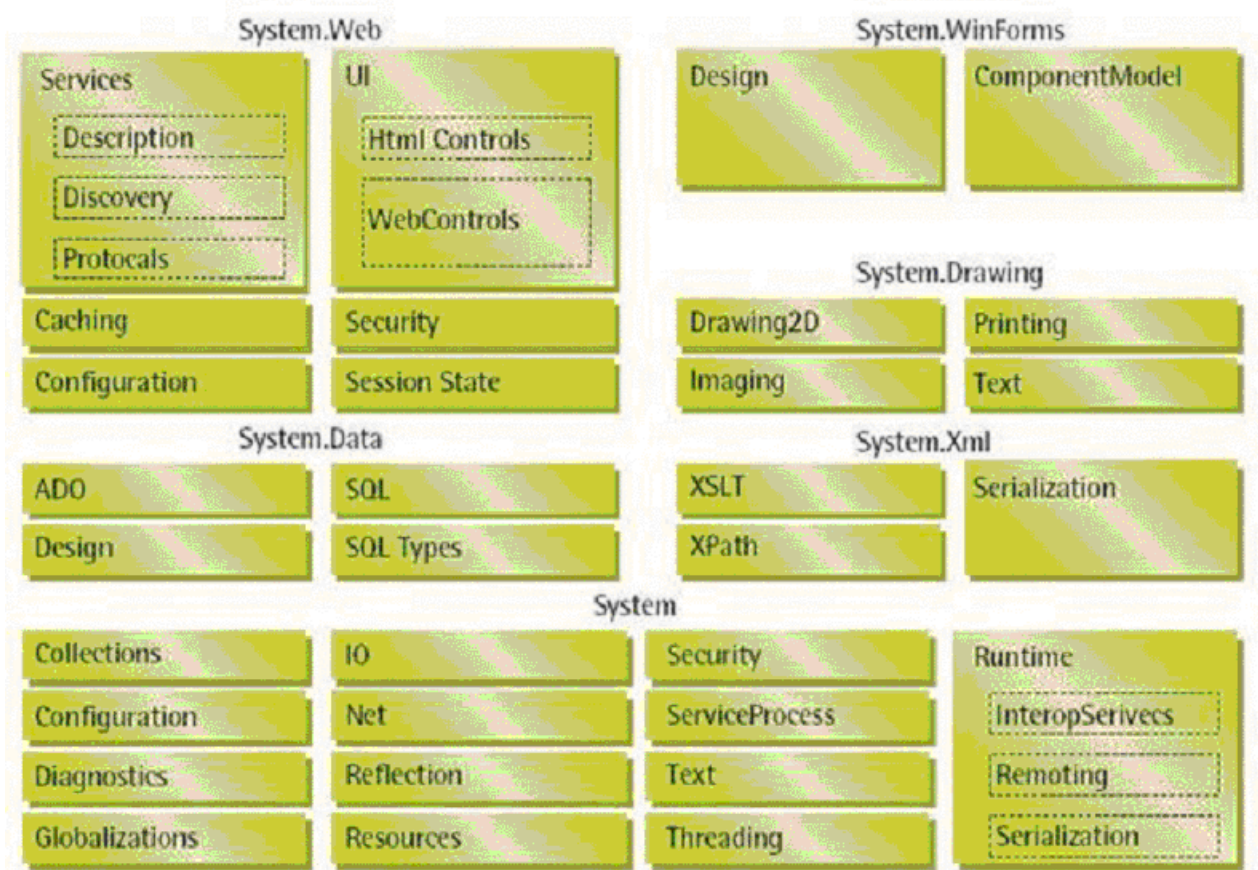 System.Web
Services
Description
Discovery
Protocals
UI
Html Controls
WebControls
Caching
Security
Configuration
Session State
System.WinForms
Design
ComponentModel
System.Drawing
Drawing2D
Printing
Imaging
Text
System.Data
ADO
SQL
Design
SQL Types
System.Xml
XSLT
Serialization
XPath
System
Collections
IO
Security
Runtime
Configuration
Net
ServiceProcess
InteropSerivecs
Diagnostics
Reflection
Text
Remoting
Globalizations
Resources
Threading
Serialization